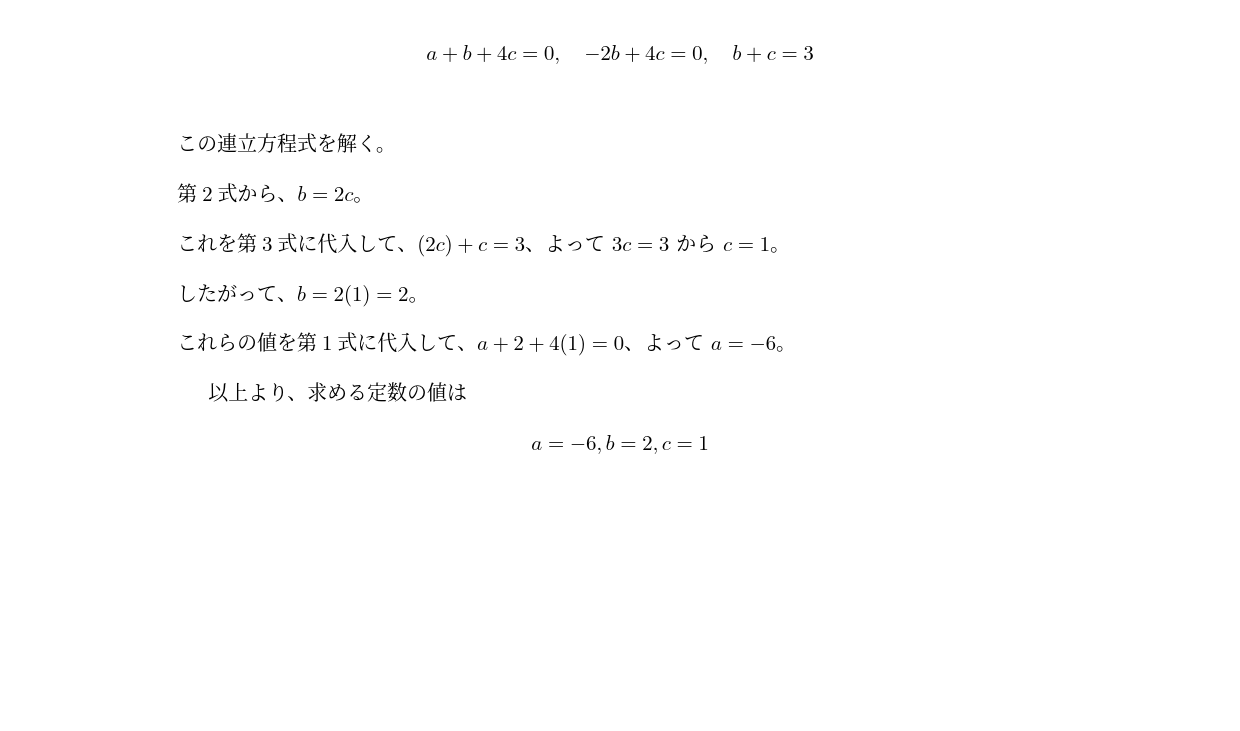 a + b + 4c = 0, −2b + 4c = 0, b + c = 3
この連立方程式を解く。
第 2 式から、b = 2c。
これを第 3 式に代入して、(2c) + c = 3、よって 3c = 3 から c = 1。
したがって、b = 2(1) = 2。
これらの値を第 1 式に代入して、a + 2 + 4(1) = 0、よって a = −6。
以上より、求める定数の値は
a = −6, b = 2, c = 1